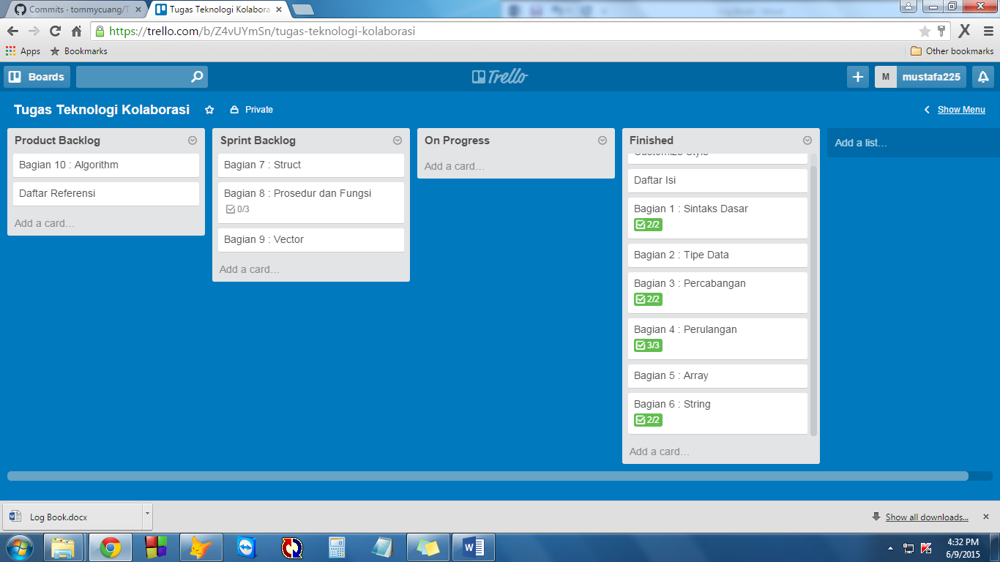 Commits · tommycuang/T
Tugas Teknologi Kolabora
https://trello.com/b/Z4vUYmSn/tugas-teknologi-kolaborasi
Apps
Bookmarks
Other bookmarks
Boards
Trello
M
mustafa225
Tugas Teknologi Kolaborasi
Private
Show Menu
Product Backlog
Bagian 10 : Algorithm
Daftar Referensi
Add a card…
Sprint Backlog
Bagian 7 : Struct
Bagian 8 : Prosedur dan Fungsi
0/3
Bagian 9 : Vector
Add a card…
On Progress
Add a card…
Finished
Customize Style
Daftar Isi
Bagian 1 : Sintaks Dasar
2/2
Bagian 2 : Tipe Data
Bagian 3 : Percabangan
2/2
Bagian 4 : Perulangan
3/3
Bagian 5 : Array
Bagian 6 : String
2/2
Add a card…
Add a list…
Log Book.docx
Show all downloads...
4:32 PM
6/9/2015